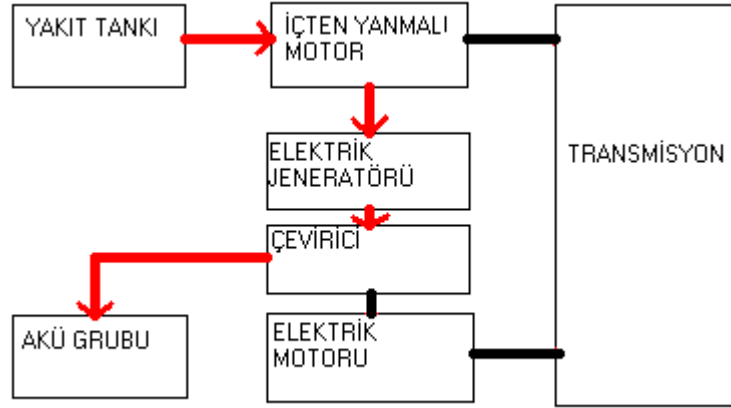 YAKIT TANKI
İÇTEN YANMALI
MOTOR
TRANSMİSYON
ELEKTRİK
JENERATÖRÜ
ÇEVİRİCİ
AKÜ GRUBU
ELEKTRİK
MOTORU